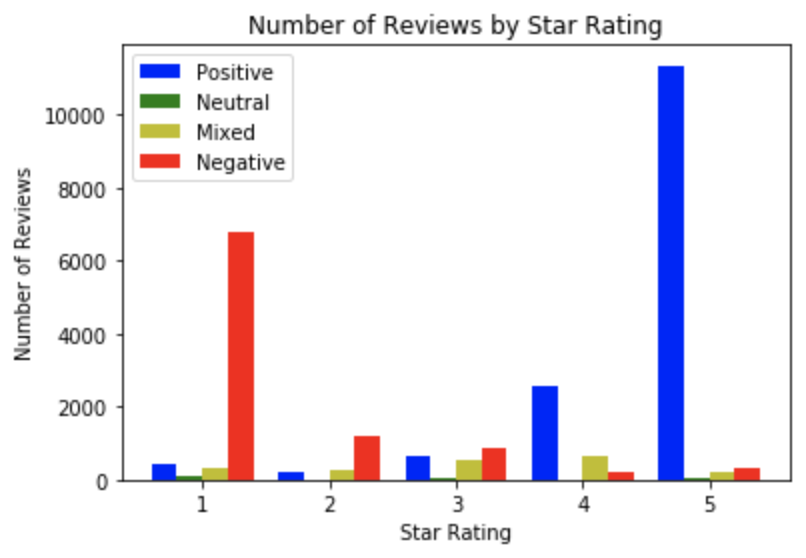 Number of Reviews by Star Rating
Positive
Neutral
Mixed
Negative
10000
8000
6000
4000
2000
0
Number of Reviews
1 2 3 4 5
Star Rating